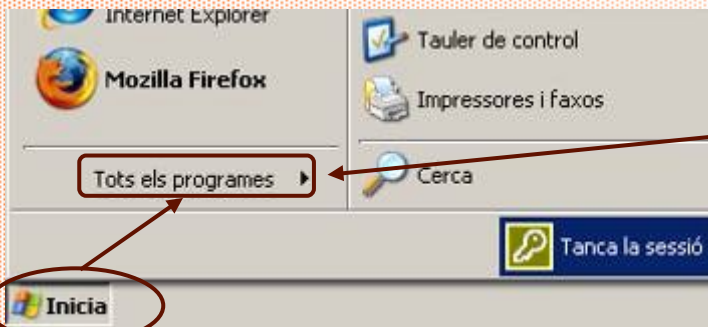 Internet Explorer
Mozilla Firefox
Tots els programes
Tauler de control
Impressores i faxos
Cerca
Tanca la sessió
Inicia